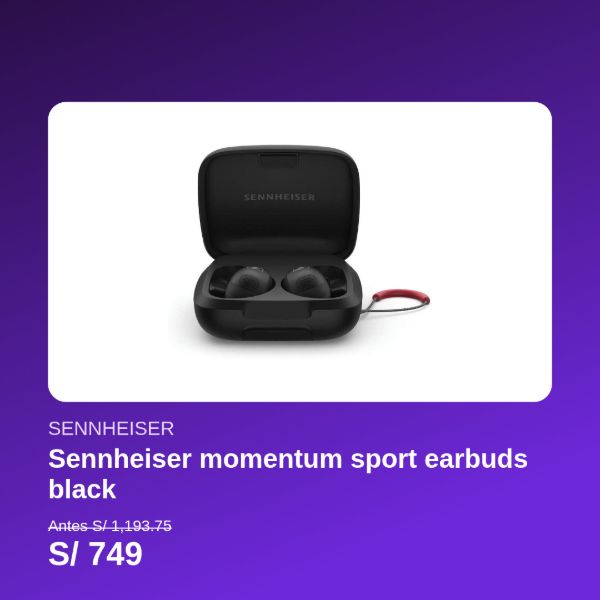 SENNHEISER
SENNHEISER
Sennheiser momentum sport earbuds
black
Antes S/ 1,193.75
S/ 749